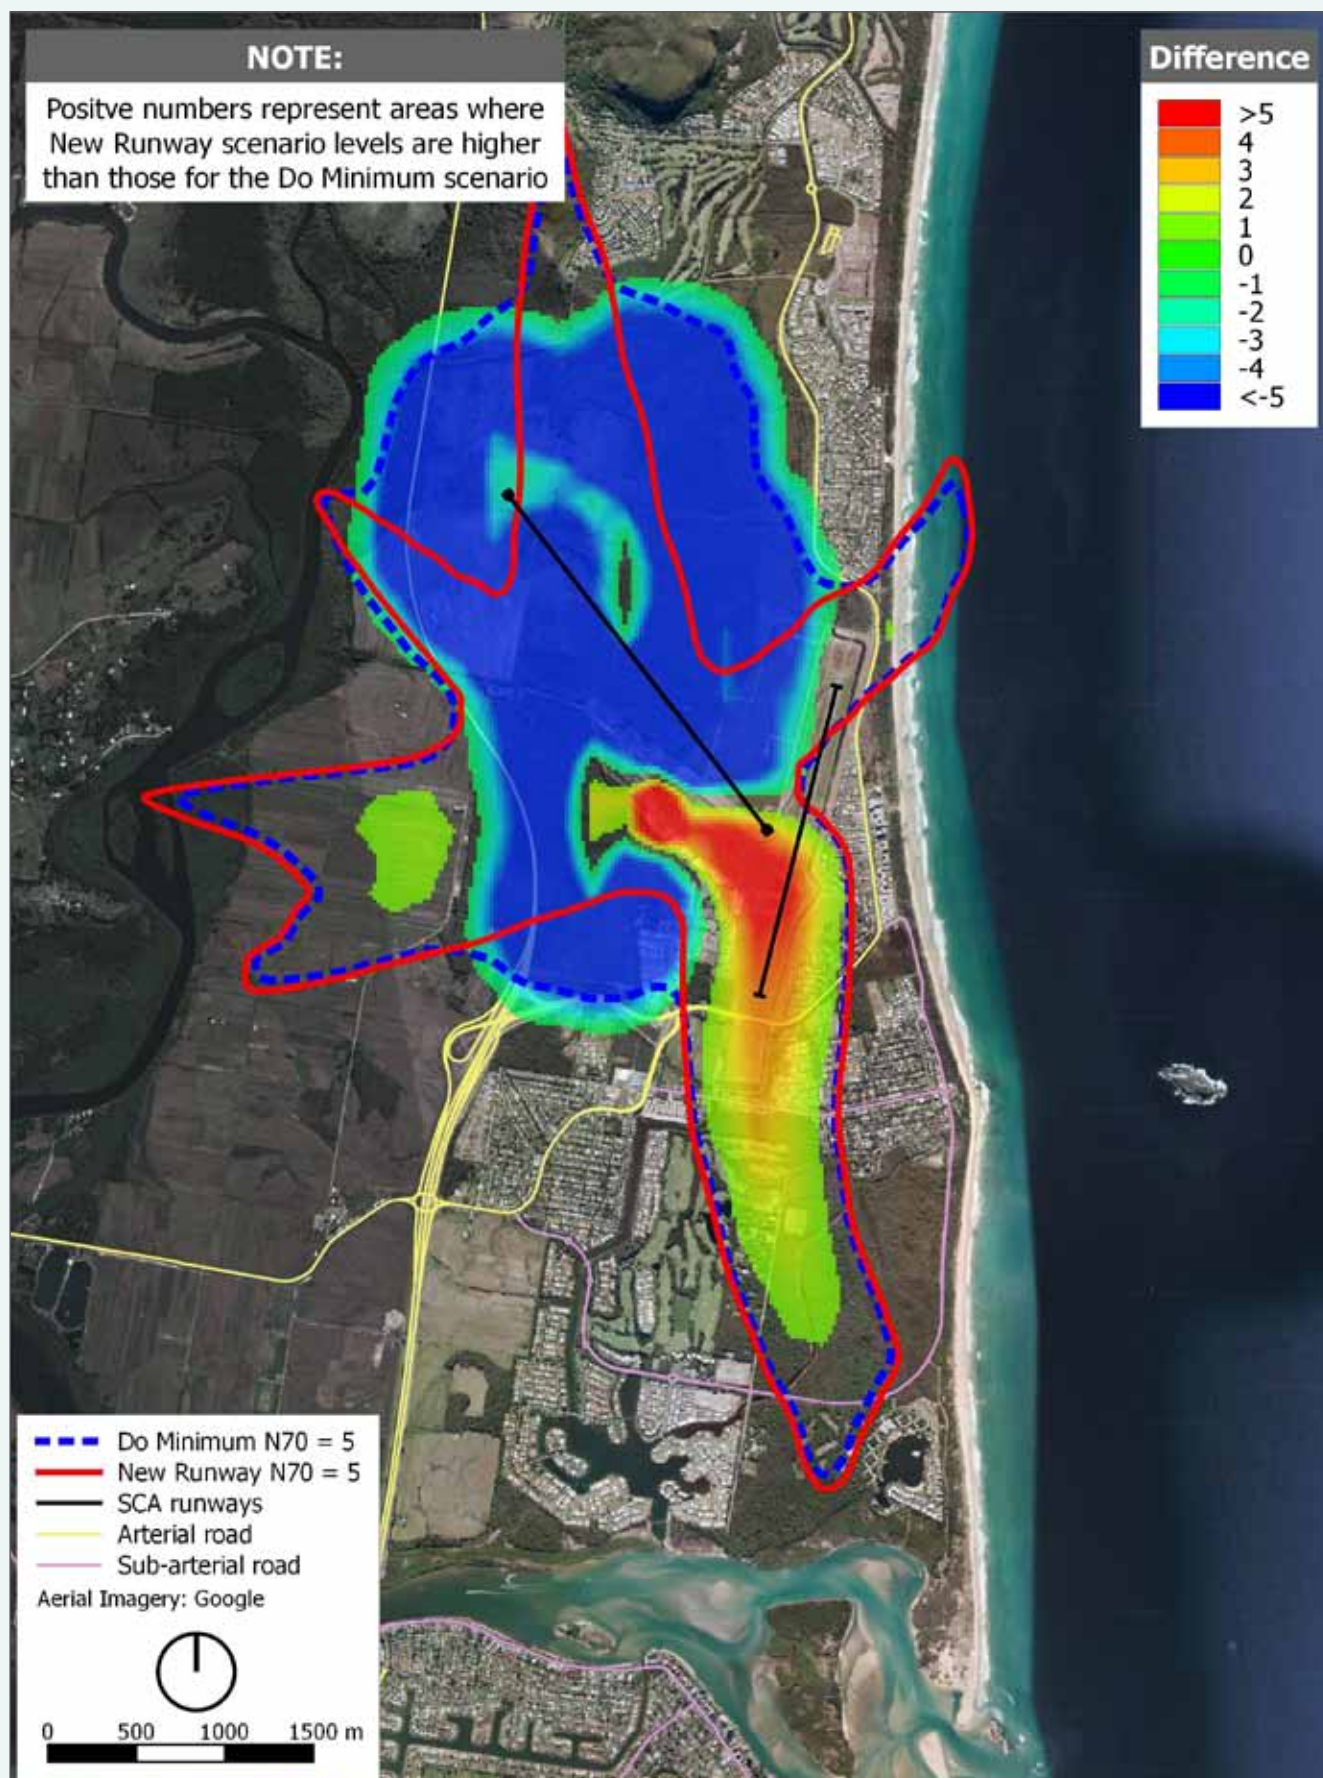 NOTE:
Positve numbers represent areas where
New Runway scenario levels are higher
than those for the Do Minimum scenario
Difference
>5
4
3
2
1
0
-1
-2
-3
-4
<-5
Do Minimum N70 = 5
New Runway N70 = 5
SCA runways
Arterial road
Sub-arterial road
Aerial Imagery: Google
0 500 1000 1500 m